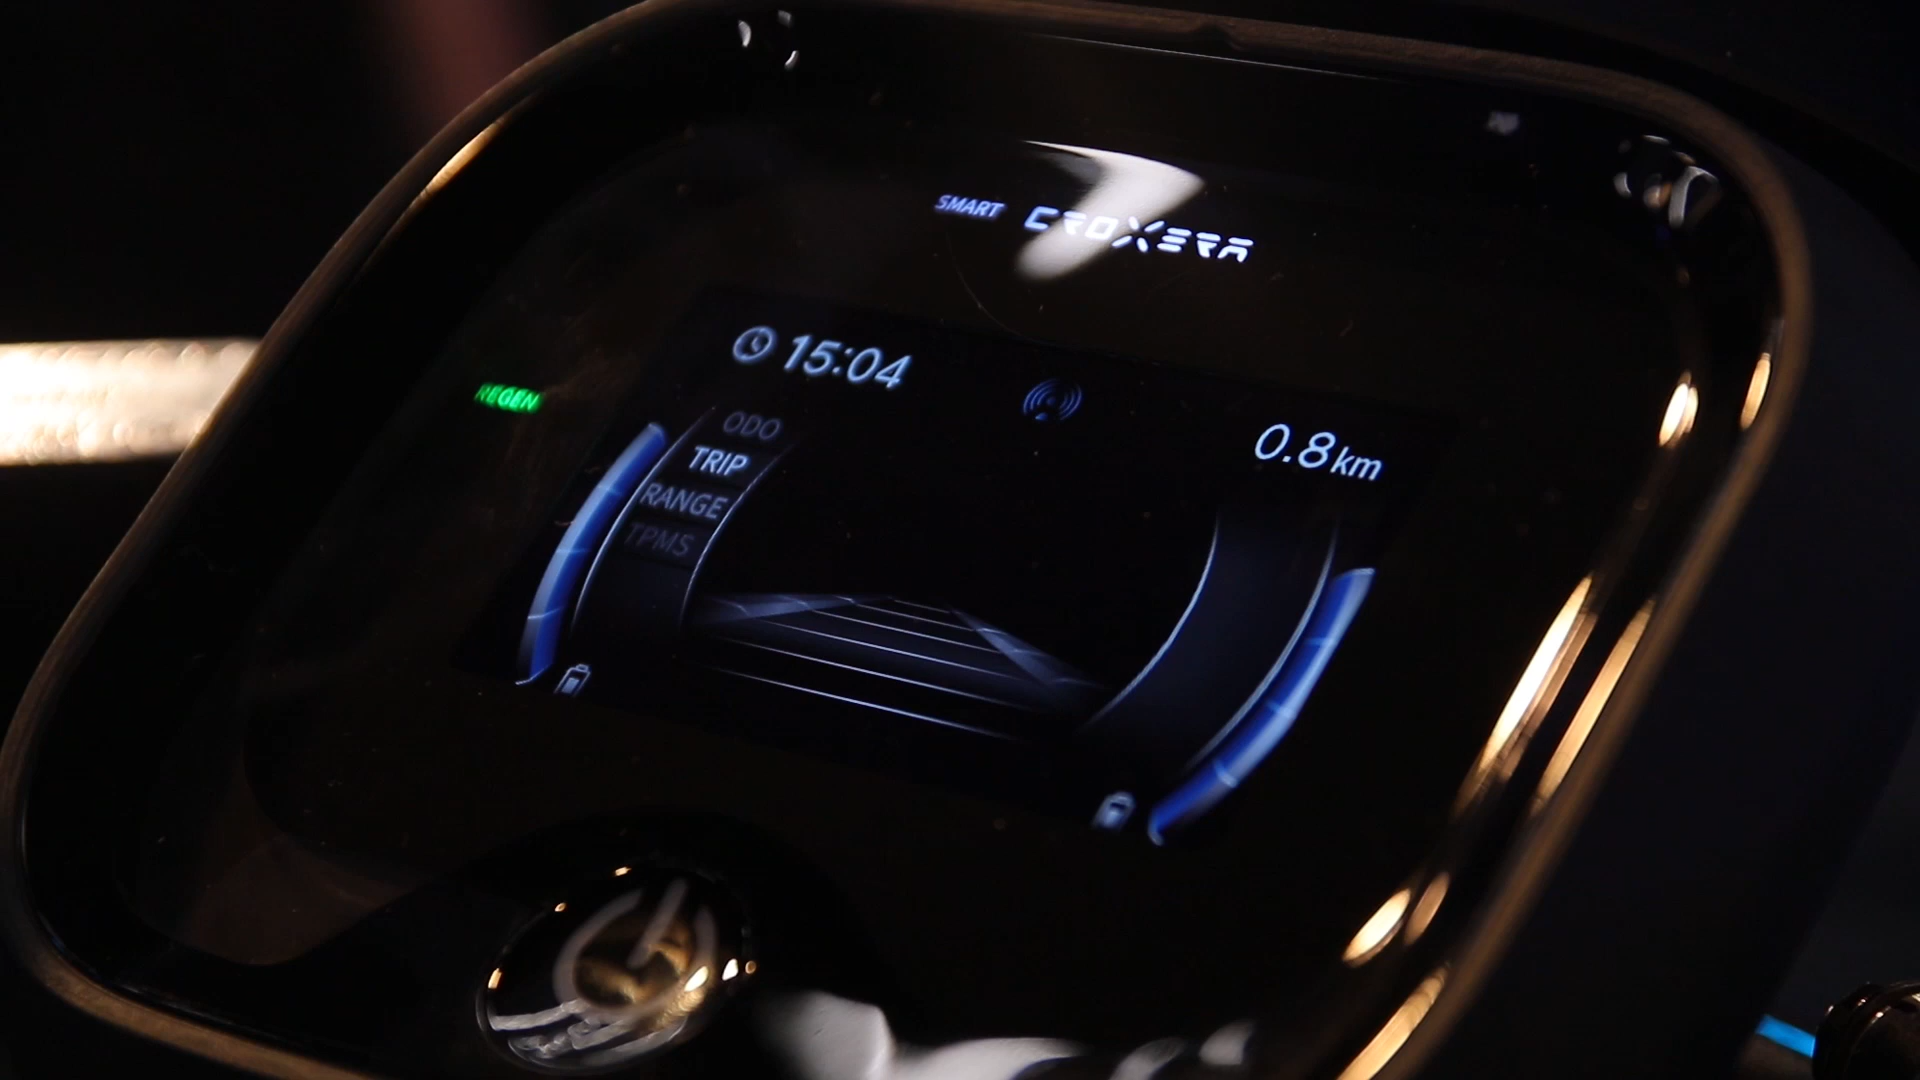 SMART CROXERA
15:04
REGEN
ODO
0.8 km
TRIP
RANGE
TPMS